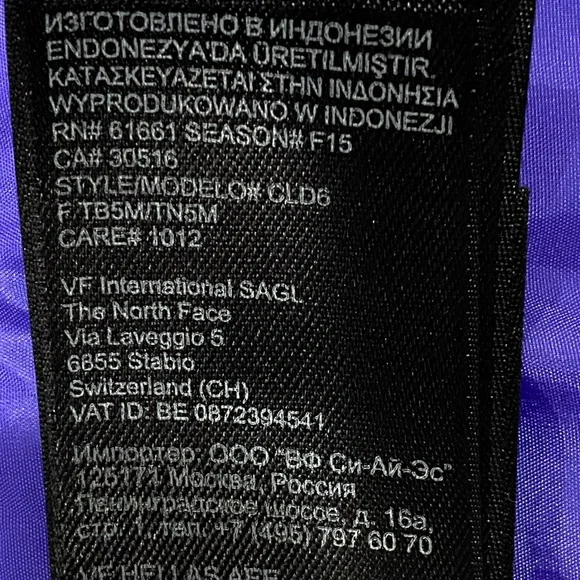 ИЗГОТОВЛЕНО В ИНДОНЕЗИИ
ENDONEZYA'DA ÜRETILMIŞTIR.
ΚΑΤΑΣΚΕΥΑΖΕΤΑΙ ΣΤΗΝ ΙΝΔΟΝΗΣΙΑ
WYPRODUKOWANO W INDONEZJI
RN# 61661 SEASON# F15
CA# 30516
STYLE/MODELO# CLD6
F TB5M/TN5M
CARE# 1012
VF International SAGL
The North Face
Via Laveggio 5
6855 Stabio
Switzerland (CH)
VAT ID: BE 0872394541
Импортер: ООО "ВФ Си-Ай-Эс"
125171 Москва, Россия
Ленинградское шоссе, д. 16а,
стр. 1, тел. +7 (495) 797 60 70
VF HELLAS AEE